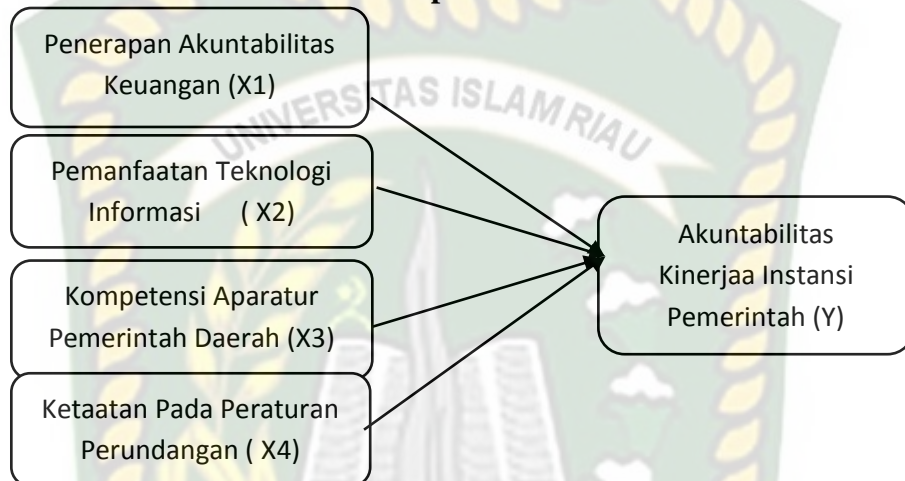 Penerapan Akuntabilitas
Keuangan (X1)
UNIVERSITAS ISLAM RIAU
Pemanfaatan Teknologi
Informasi ( X2)
Akuntabilitas
Kinerjaa Instansi
Pemerintah (Y)
Kompetensi Aparatur
Pemerintah Daerah (X3)
Ketaatan Pada Peraturan
Perundangan ( X4)